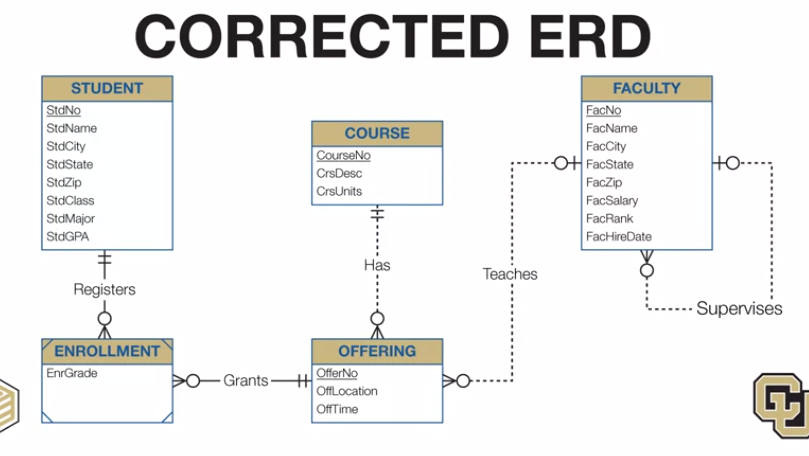 CORRECTED ERD
STUDENT
StdNo
StdName
StdCity
StdState
StdZip
StdClass
StdMajor
StdGPA
COURSE
CourseNo
CrsDesc
CrsUnits
FACULTY
FacNo
FacName
FacCity
FacState
FacZip
FacSalary
FacRank
FacHireDate
Registers
Has
Teaches
Supervises
ENROLLMENT
EnrGrade
Grants
OFFERING
OfferNo
OffLocation
OffTime
CU